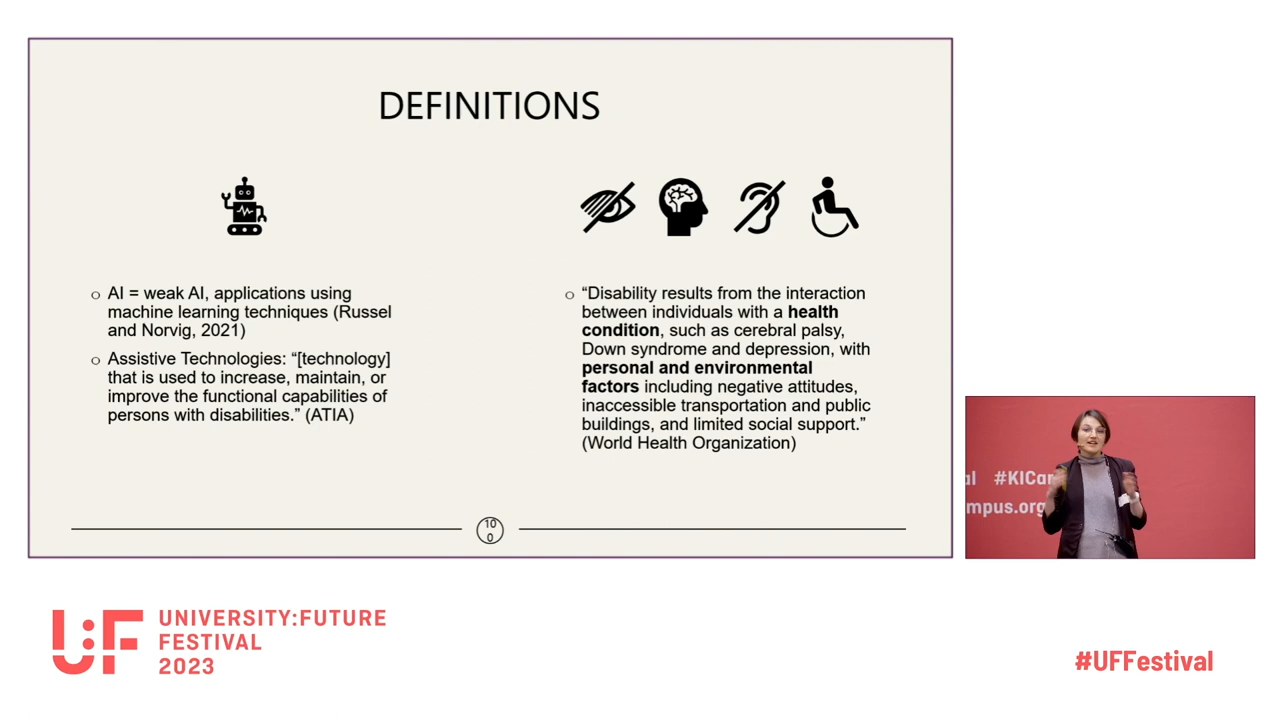 DEFINITIONS
o AI = weak AI, applications using
machine learning techniques (Russel
and Norvig, 2021)
o Assistive Technologies: “[technology]
that is used to increase, maintain, or
improve the functional capabilities of
persons with disabilities.” (ATIA)
o “Disability results from the interaction
between individuals with a health
condition, such as cerebral palsy,
Down syndrome and depression, with
personal and environmental
factors including negative attitudes,
inaccessible transportation and public
buildings, and limited social support.”
(World Health Organization)
10
0
al #KICam
mpus.org
U:F UNIVERSITY:FUTURE
FESTIVAL
2023
#UFFestival